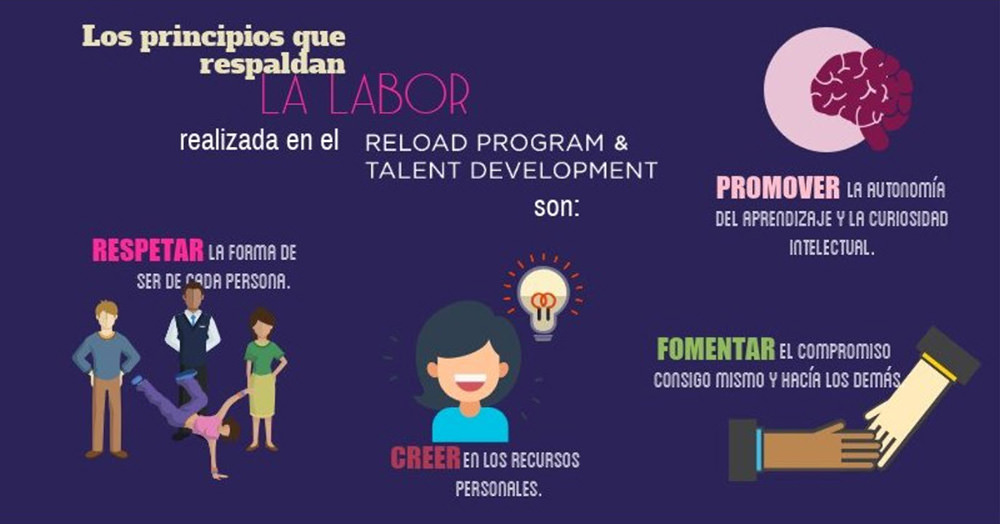 Los principios que
respaldan
LA LABOR
realizada en el
RELOAD PROGRAM &
TALENT DEVELOPMENT
son:
PROMOVER LA AUTONOMÍA
DEL APRENDIZAJE Y LA CURIOSIDAD
INTELECTUAL.
RESPETAR LA FORMA DE
SER DE CADA PERSONA.
FOMENTAR EL COMPROMISO
CONSIGO MISMO Y HACÍA LOS DEMÁS
CREER EN LOS RECURSOS
PERSONALES.